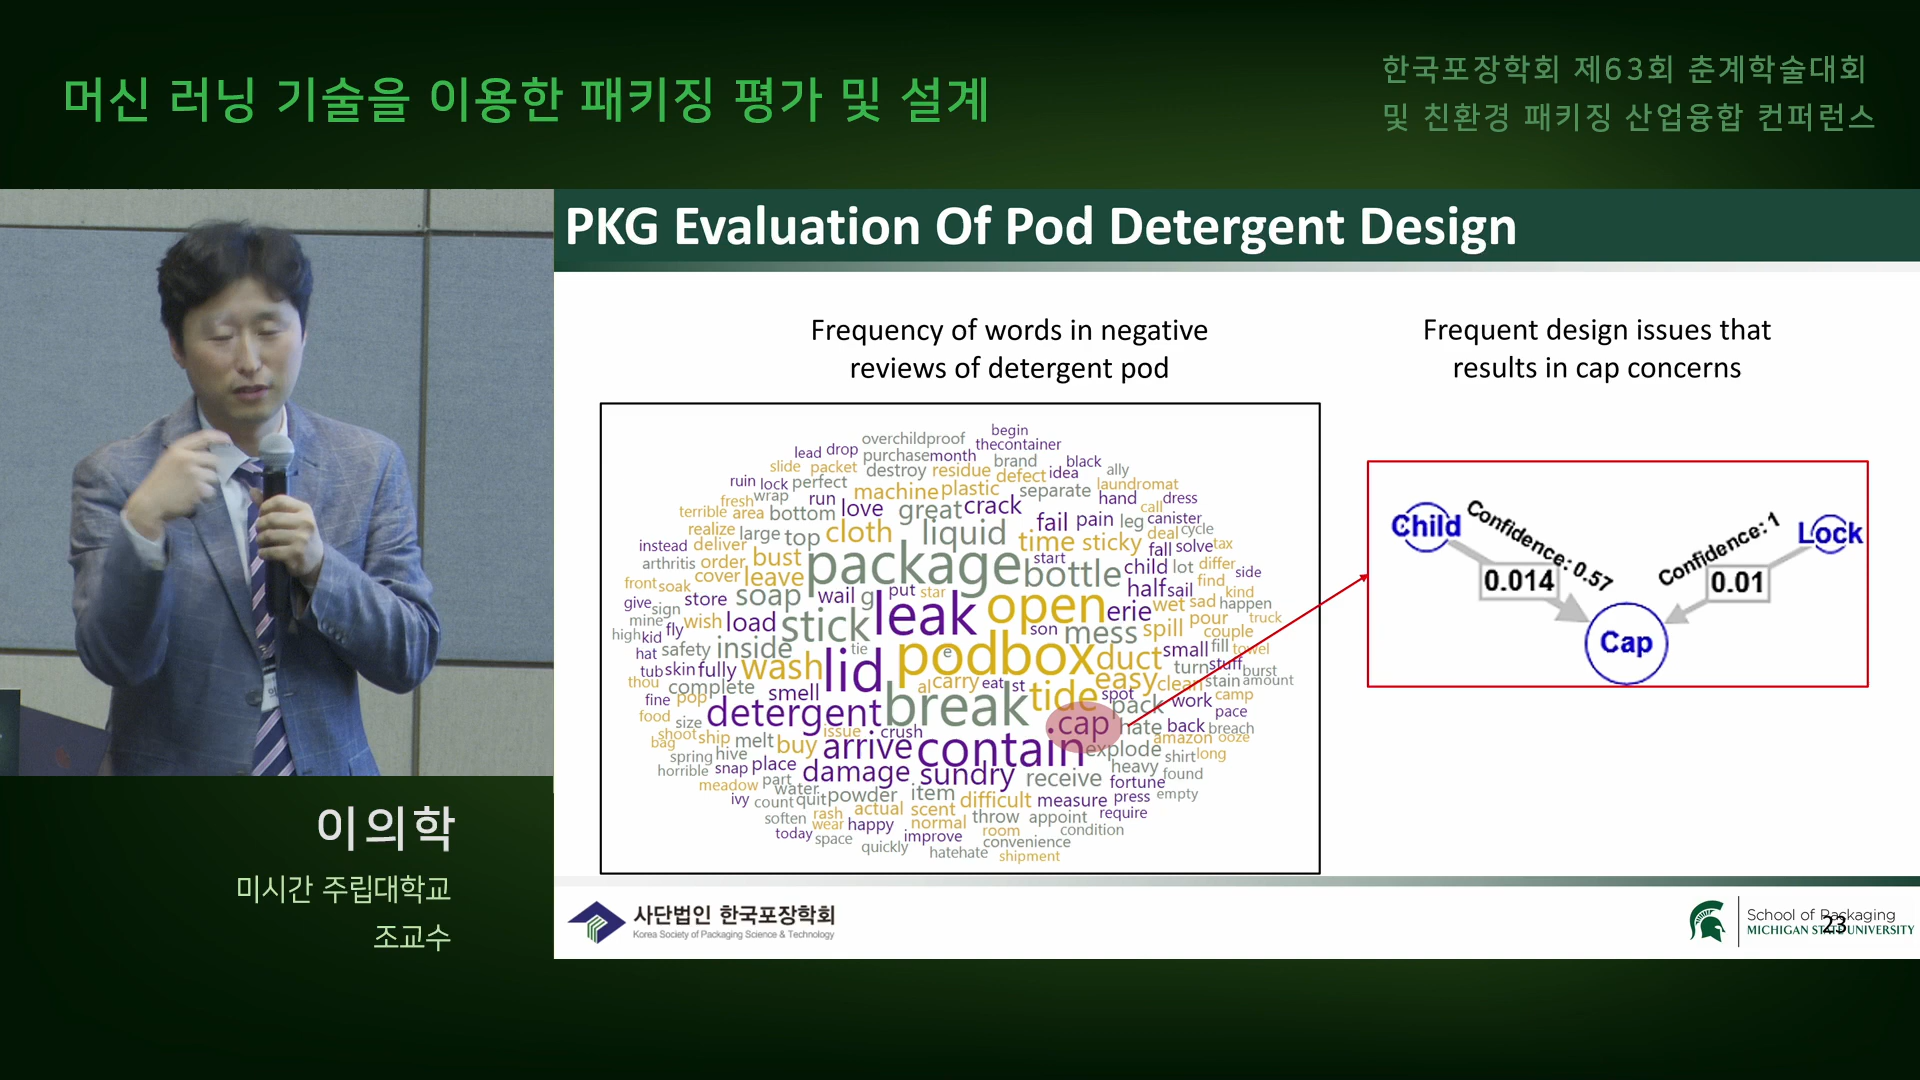 머신 러닝 기술을 이용한 패키징 평가 및 설계
한국포장학회 제63회 춘계학술대회
및 친환경 패키징 산업융합 컨퍼런스
PKG Evaluation Of Pod Detergent Design
Frequency of words in negative
reviews of detergent pod
Frequent design issues that
results in cap concerns
begin
overchildproof thecontainer
lead drop purchase month brand black
slide packet destroy residue defect idea ally
ruin lock perfect machine plastic separate laundromat
fresh wrap run love great crack hand dress
terrible area bottom liquid fail pain leg call canister
realize large top cloth time sticky deal cycle
instead deliver bust package start fall solve tax
arthritis order leave bottle child lot differ side
front soak cover soap wail g put star half sail find kind
give sign store leak open erie wet sad happen
mine wish load stick son mess spill pour truck
high kid fly couple
hat safety inside tie e podbox duct small fill towel
tub skin fully wash lid turn stuff burst
thou complete smell al carry eat st tide easy clean stain amount
fine pop detergent break spot pack work camp
food size cap hate back pace
shoot ship melt buy issue crush contain breach
bag arrive explode amazon ooze
spring hive shirt long
horrible snap place damage sundry receive heavy found
meadow part water powder item fortune
ivy count quit actual scent difficult measure press empty
soften rash normal throw appoint require
today wear happy room condition
space quickly improve convenience
hatehate shipment
Child
Confidence: 0.57
0.014
Confidence: 1
Lock
0.01
Cap
이의학
미시간 주립대학교
조교수
사단법인 한국포장학회
Korea Society of Packaging Science & Technology
School of Packaging
MICHIGAN STATE UNIVERSITY
23